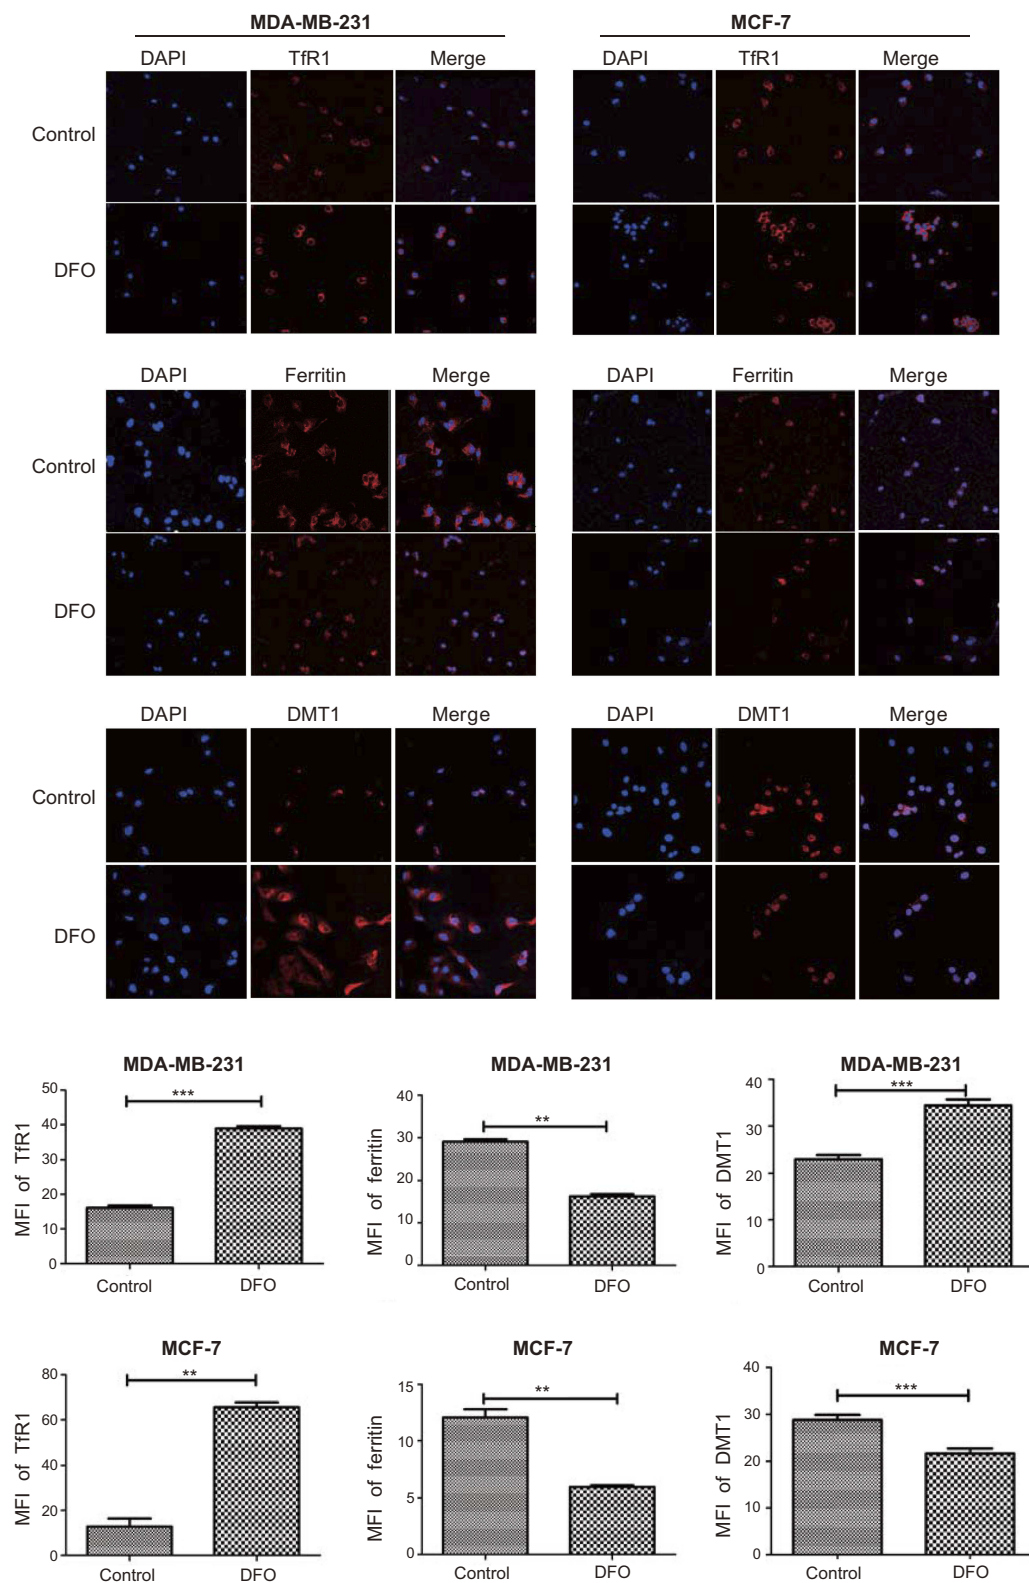 MDA-MB-231 MCF-7
DAPI TfR1 Merge DAPI TfR1 Merge
Control
DFO
DAPI Ferritin Merge DAPI Ferritin Merge
Control
DFO
DAPI DMT1 Merge DAPI DMT1 Merge
Control
DFO
MDA-MB-231
MFI of TfR1
50
40
30
20
10
0
***
Control DFO
MDA-MB-231
MFI of ferritin
40
30
20
10
0
**
Control DFO
MDA-MB-231
MFI of DMT1
40
30
20
10
0
***
Control DFO
MCF-7
MFI of TfR1
80
60
40
20
0
**
Control DFO
MCF-7
MFI of ferritin
15
10
5
0
**
Control DFO
MCF-7
MFI of DMT1
40
30
20
10
0
***
Control DFO